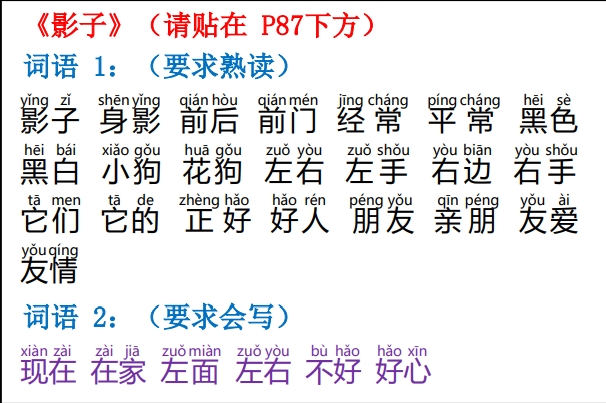 《影子》（请贴在 P87下方）
词语 1：（要求熟读）
yǐng zǐ shēn yǐng qián hòu qián mén jīng cháng píng cháng hēi sè
影子 身影 前后 前门 经常 平常 黑色
hēi bái xiǎo gǒu huā gǒu zuǒ yòu zuǒ shǒu yòu biān yòu shǒu
黑白 小狗 花狗 左右 左手 右边 右手
tā men tā de zhèng hǎo hǎo rén péng yǒu qīn péng yǒu ài
它们 它的 正好 好人 朋友 亲朋 友爱
yǒu qíng
友情
词语 2：（要求会写）
xiàn zài zài jiā zuǒ miàn zuǒ yòu bù hǎo hǎo xīn
现在 在家 左面 左右 不好 好心